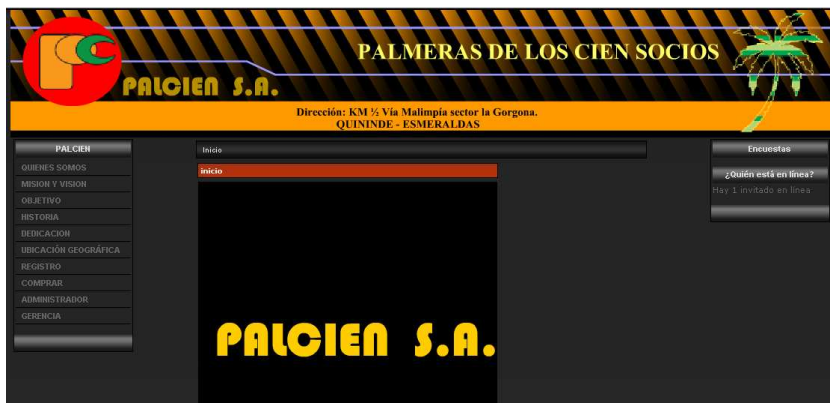 PALMERAS DE LOS CIEN SOCIOS
PALCIEN S.A.
Dirección: KM ½ Vía Malimpía sector la Gorgona.
QUININDE - ESMERALDAS
PALCIEN
QUIENES SOMOS
MISION Y VISION
OBJETIVO
HISTORIA
DEDICACION
UBICACIÓN GEOGRÁFICA
REGISTRO
COMPRAR
ADMINISTRADOR
GERENCIA
Inicio
inicio
PALCIEN S.A.
Encuestas
¿Quién está en línea?
Hay 1 invitado en línea